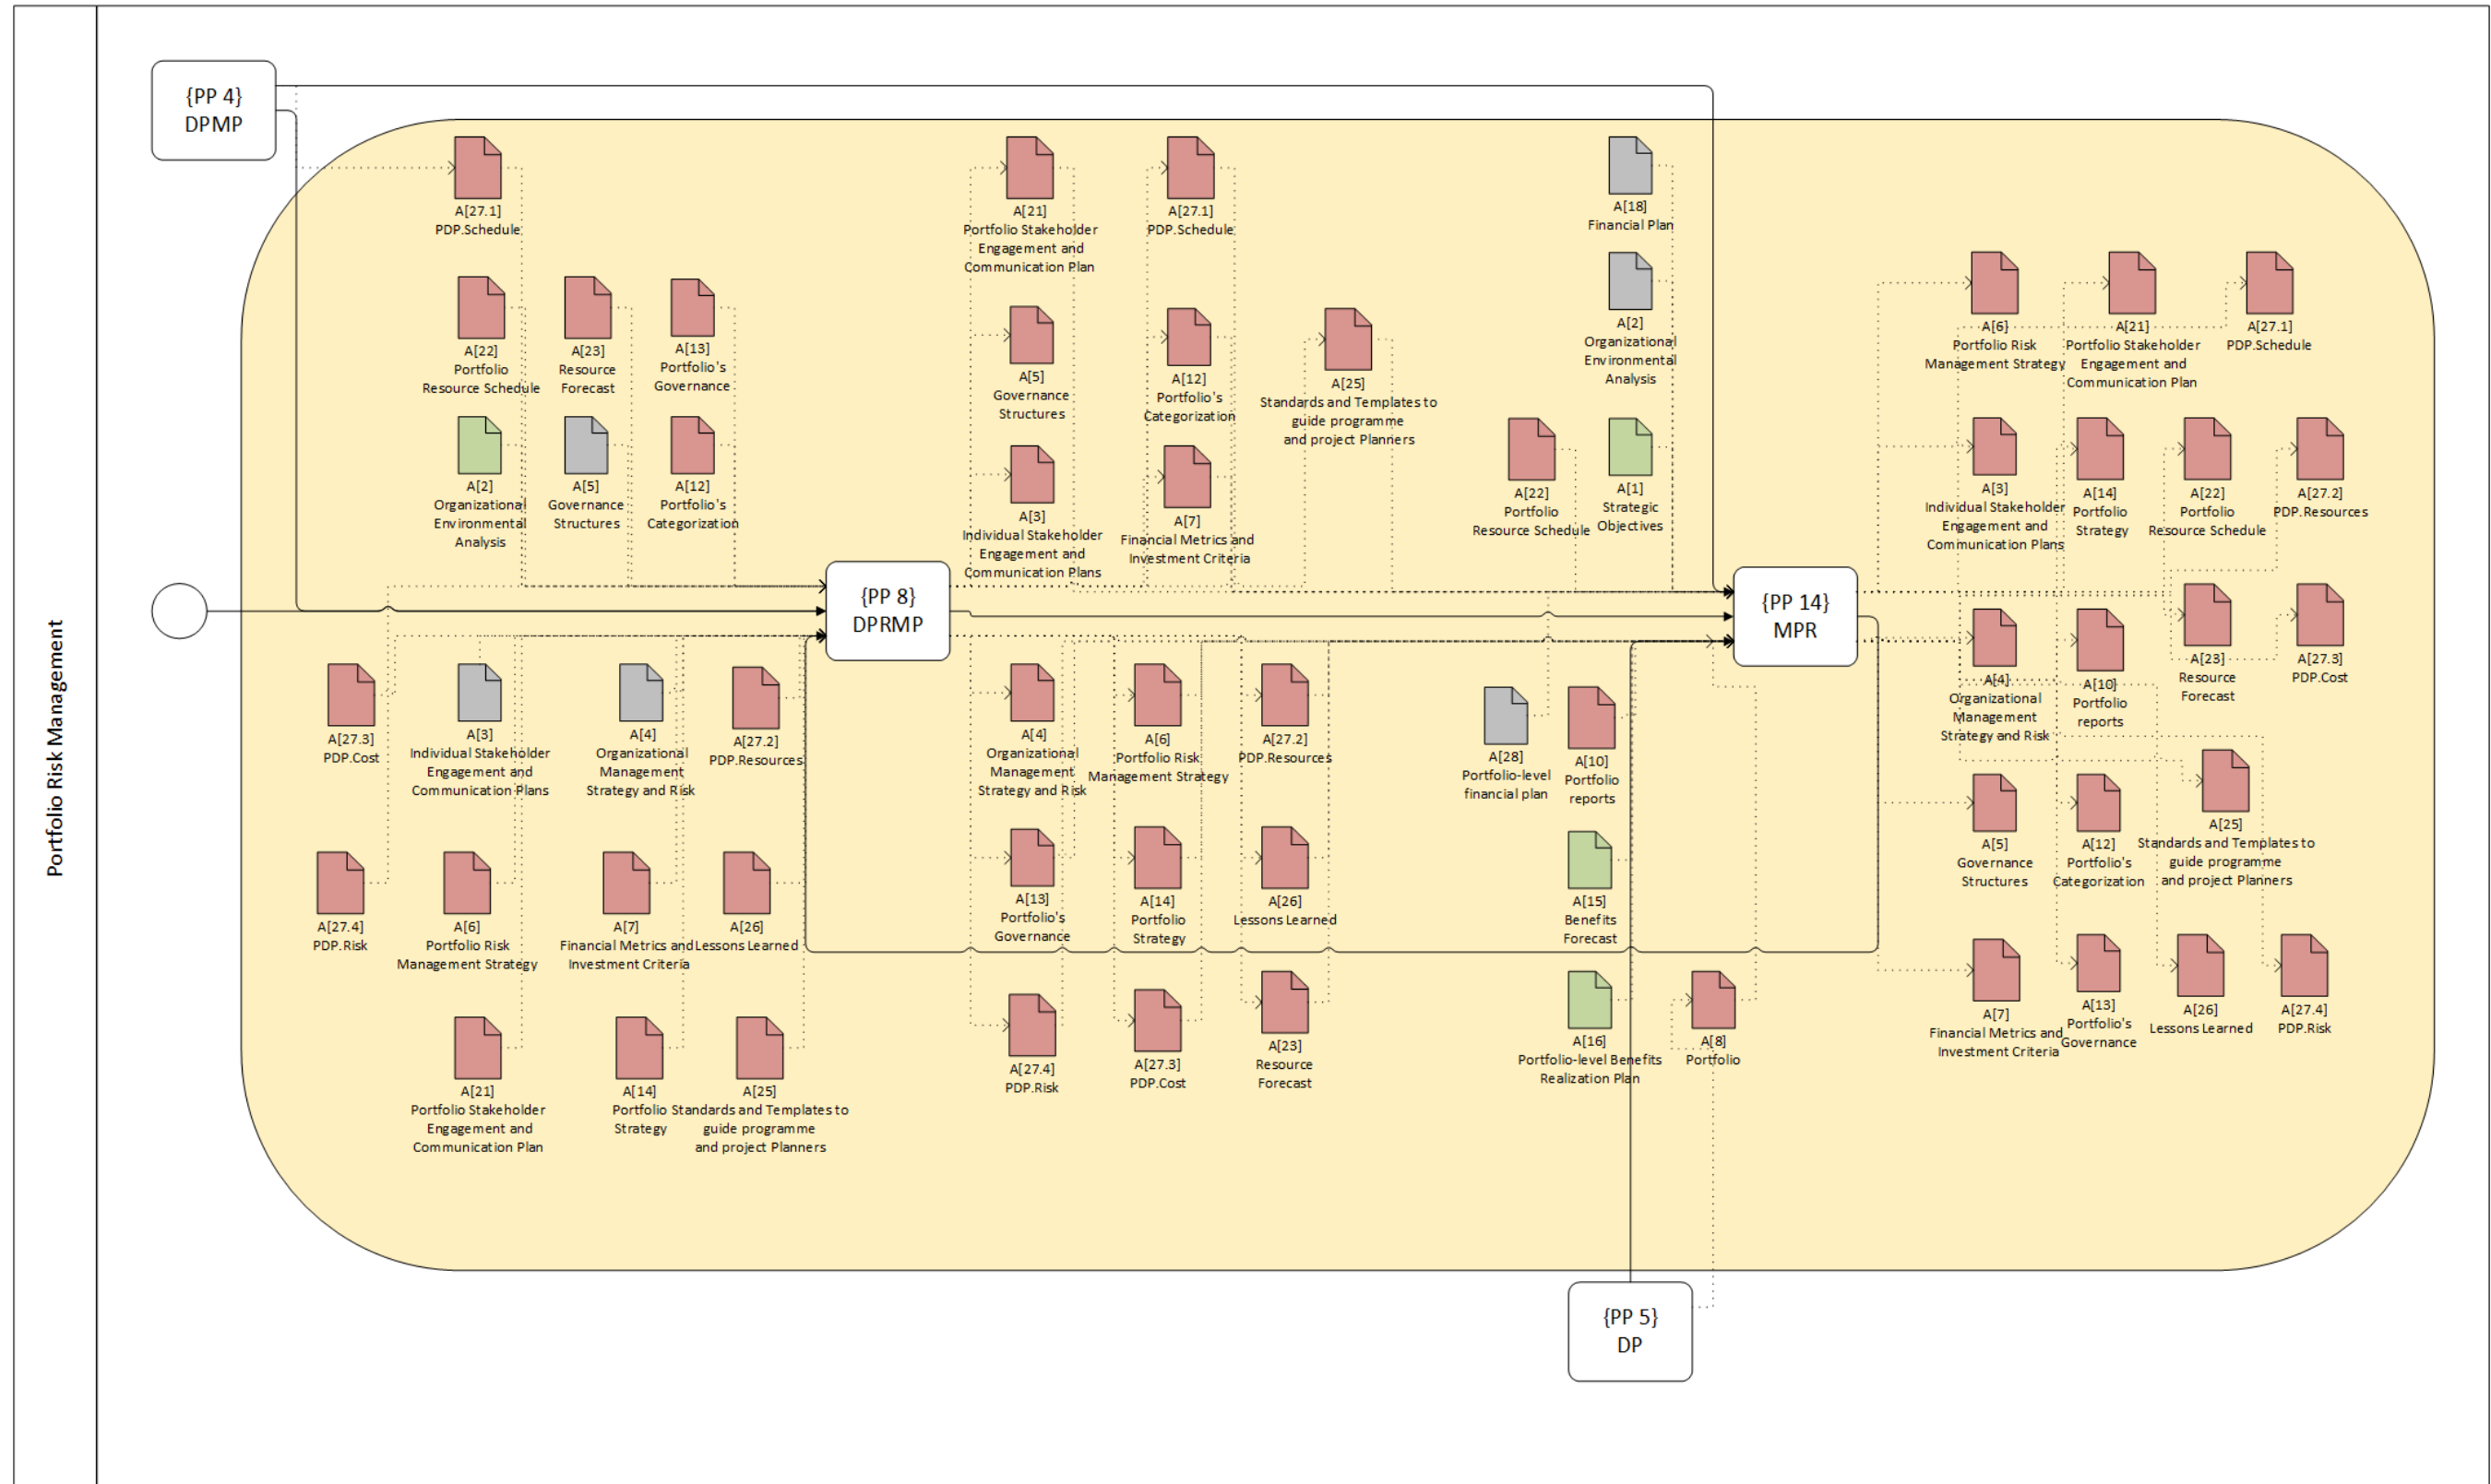 Portfolio Risk Management
{PP 4}
DPMP
A[27.1]
PDP.Schedule
A[22]
Portfolio
Resource Schedule
A[23]
Resource
Forecast
A[13]
Portfolio's
Governance
A[2]
Organizational
Environmental
Analysis
A[5]
Governance
Structures
A[12]
Portfolio's
Categorization
A[27.3]
PDP.Cost
A[3]
Individual Stakeholder
Engagement and
Communication Plans
A[4]
Organizational
Management
Strategy and Risk
A[27.2]
PDP.Resources
A[27.4]
PDP.Risk
A[6]
Portfolio Risk
Management Strategy
A[7]
Financial Metrics and
Investment Criteria
A[26]
Lessons Learned
A[21]
Portfolio Stakeholder
Engagement and
Communication Plan
A[14]
Portfolio
Strategy
A[25]
Standards and Templates to
guide programme
and project Planners
{PP 8}
DPRMP
A[21]
Portfolio Stakeholder
Engagement and
Communication Plan
A[27.1]
PDP.Schedule
A[5]
Governance
Structures
A[12]
Portfolio's
Categorization
A[25]
Standards and Templates to
guide programme
and project Planners
A[3]
Individual Stakeholder
Engagement and
Communication Plans
A[7]
Financial Metrics and
Investment Criteria
A[4]
Organizational
Management
Strategy and Risk
A[6]
Portfolio Risk
Management Strategy
A[27.2]
PDP.Resources
A[13]
Portfolio's
Governance
A[14]
Portfolio
Strategy
A[26]
Lessons Learned
A[27.4]
PDP.Risk
A[27.3]
PDP.Cost
A[23]
Resource
Forecast
A[18]
Financial Plan
A[2]
Organizational
Environmental
Analysis
A[22]
Portfolio
Resource Schedule
A[1]
Strategic
Objectives
A[28]
Portfolio-level
financial plan
A[10]
Portfolio
reports
A[15]
Benefits
Forecast
A[16]
Portfolio-level Benefits
Realization Plan
A[8]
Portfolio
{PP 14}
MPR
{PP 5}
DP
A[6]
Portfolio Risk
Management Strategy
A[21]
Portfolio Stakeholder
Engagement and
Communication Plan
A[27.1]
PDP.Schedule
A[3]
Individual Stakeholder
Engagement and
Communication Plans
A[14]
Portfolio
Strategy
A[22]
Portfolio
Resource Schedule
A[27.2]
PDP.Resources
A[4]
Organizational
Management
Strategy and Risk
A[10]
Portfolio
reports
A[23]
Resource
Forecast
A[27.3]
PDP.Cost
A[5]
Governance
Structures
A[12]
Portfolio's
Categorization
A[25]
Standards and Templates to
guide programme
and project Planners
A[7]
Financial Metrics and
Investment Criteria
A[13]
Portfolio's
Governance
A[26]
Lessons Learned
A[27.4]
PDP.Risk